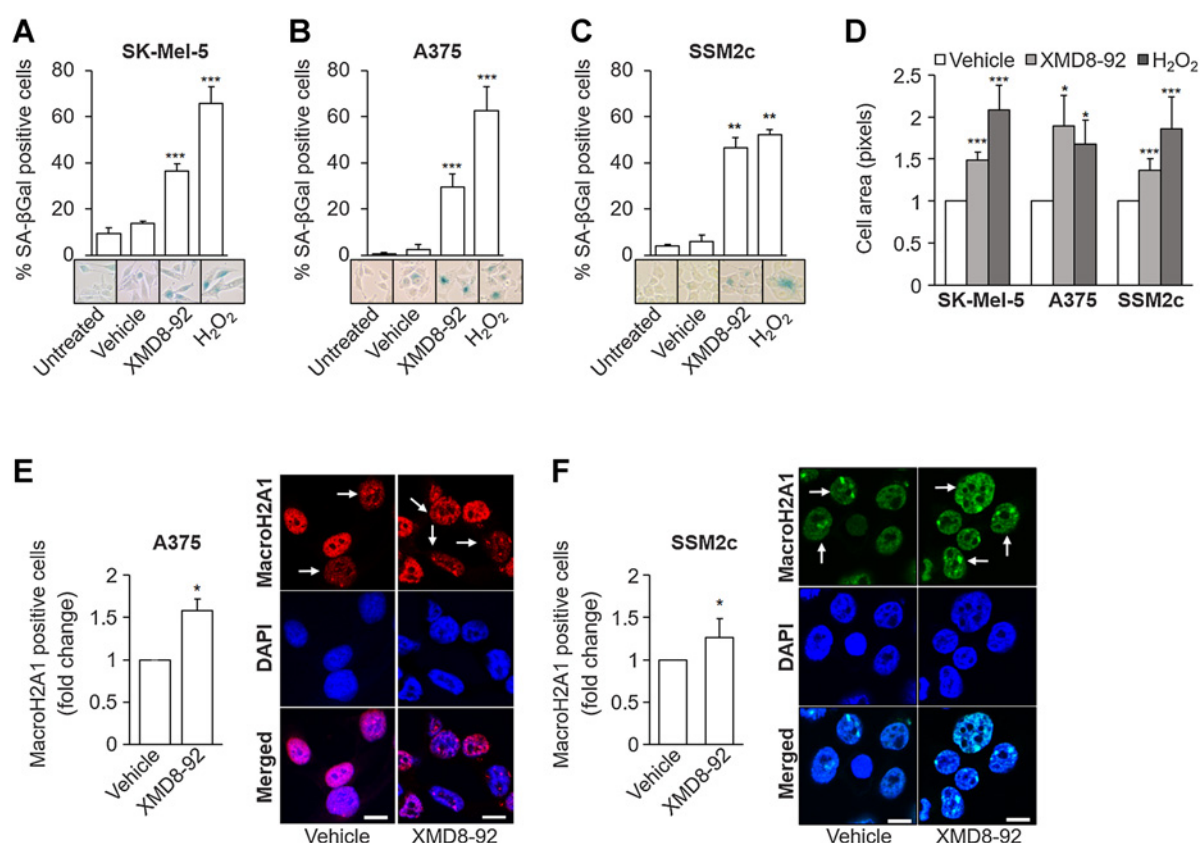 A
SK-Mel-5
% SA-βGal positive cells
80
60
40
20
0
***
***
Untreated
Vehicle
XMD8-92
H₂O₂
B
A375
% SA-βGal positive cells
80
60
40
20
0
***
***
Untreated
Vehicle
XMD8-92
H₂O₂
C
SSM2c
% SA-βGal positive cells
80
60
40
20
0
**
**
Untreated
Vehicle
XMD8-92
H₂O₂
D
Vehicle XMD8-92 H₂O₂
Cell area (pixels)
2.5
2
1.5
1
0.5
0
***
***
*
*
***
***
SK-Mel-5 A375 SSM2c
E
A375
MacroH2A1 positive cells
(fold change)
2
1.5
1
0.5
0
*
Vehicle
XMD8-92
MacroH2A1
DAPI
Merged
Vehicle XMD8-92
F
SSM2c
MacroH2A1 positive cells
(fold change)
2
1.5
1
0.5
0
*
Vehicle
XMD8-92
MacroH2A1
DAPI
Merged
Vehicle XMD8-92